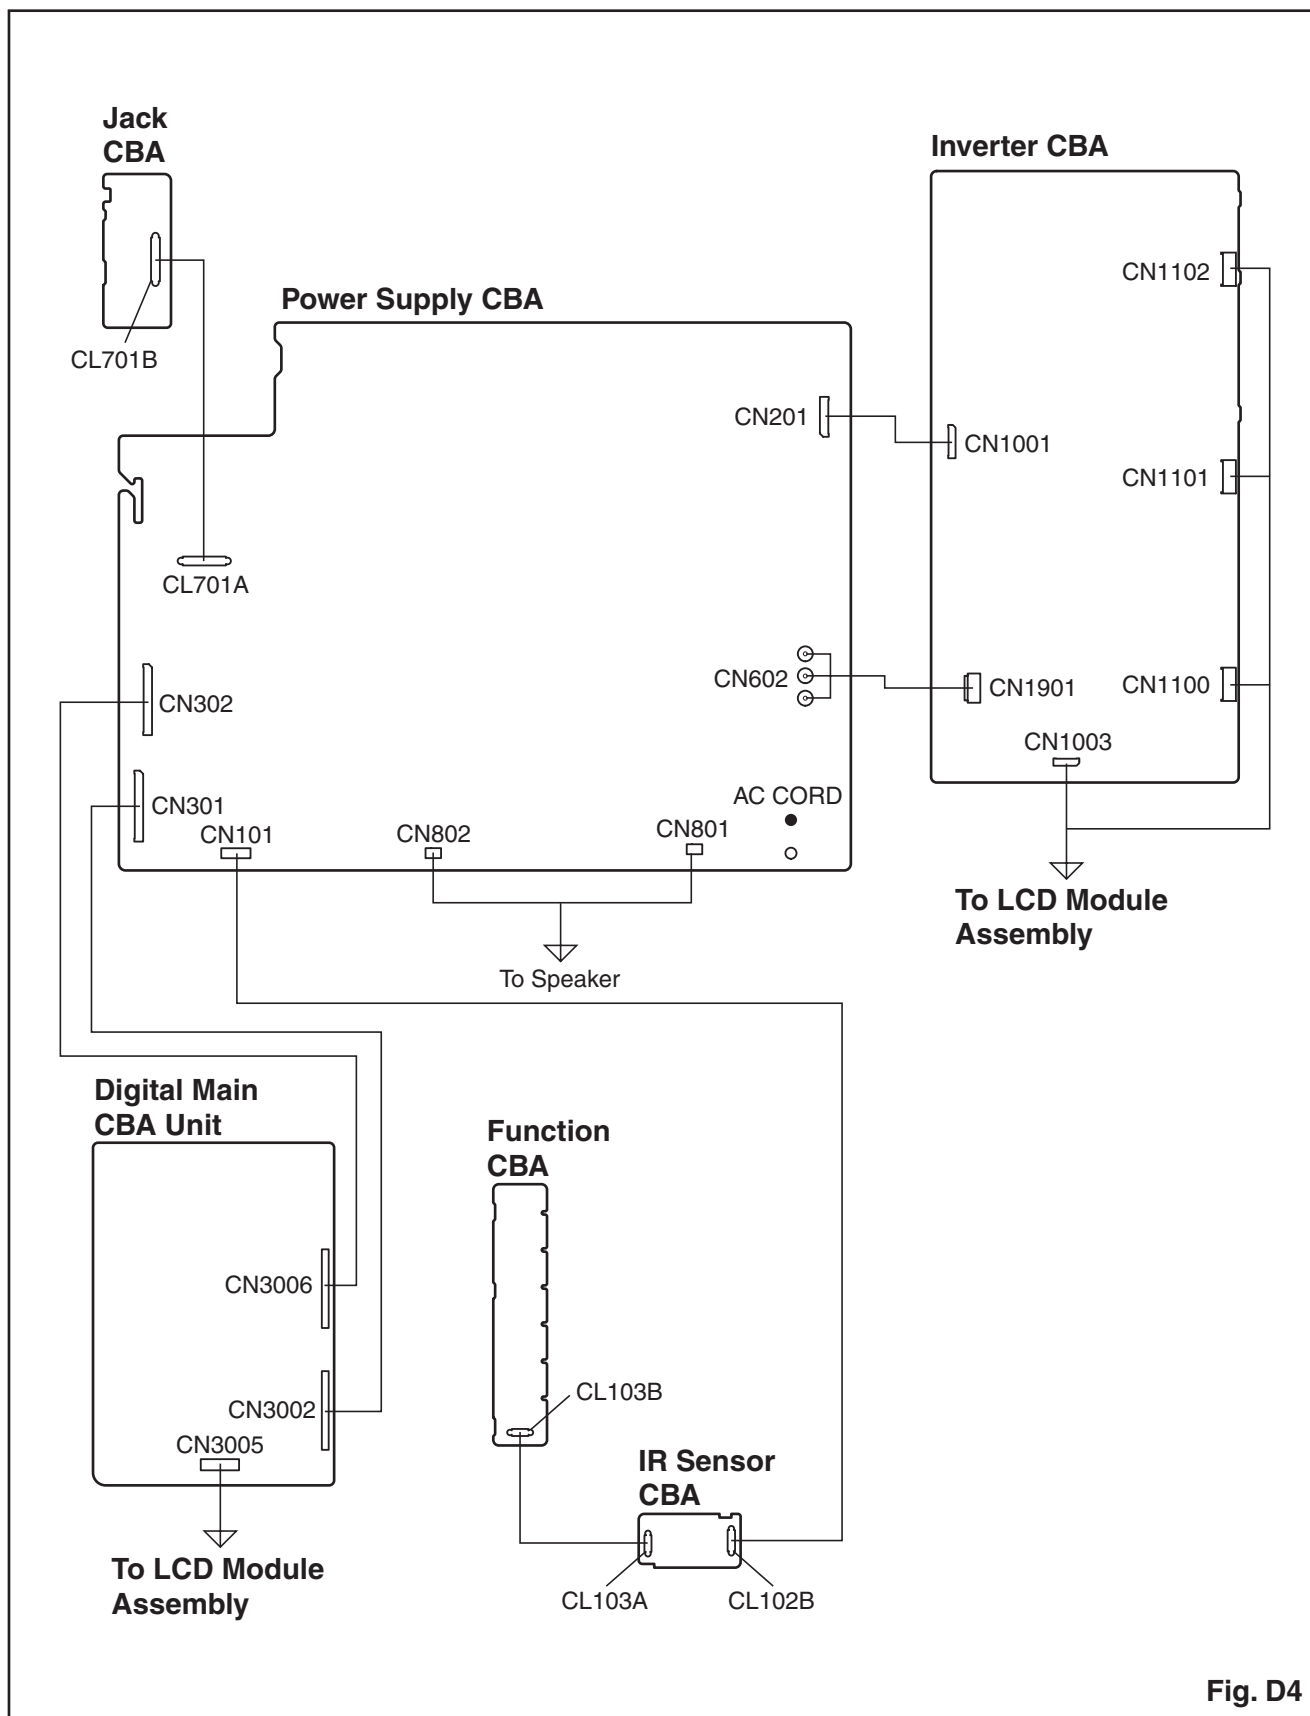 Jack
CBA
Inverter CBA
CN1102
Power Supply CBA
CL701B
CN201
CN1001
CN1101
CL701A
CN602
CN1901
CN1100
CN302
CN1003
CN301
AC CORD
CN101
CN802
CN801
To LCD Module
Assembly
To Speaker
Digital Main
CBA Unit
Function
CBA
CN3006
CL103B
CN3002
CN3005
IR Sensor
CBA
To LCD Module
Assembly
CL103A
CL102B
Fig. D4